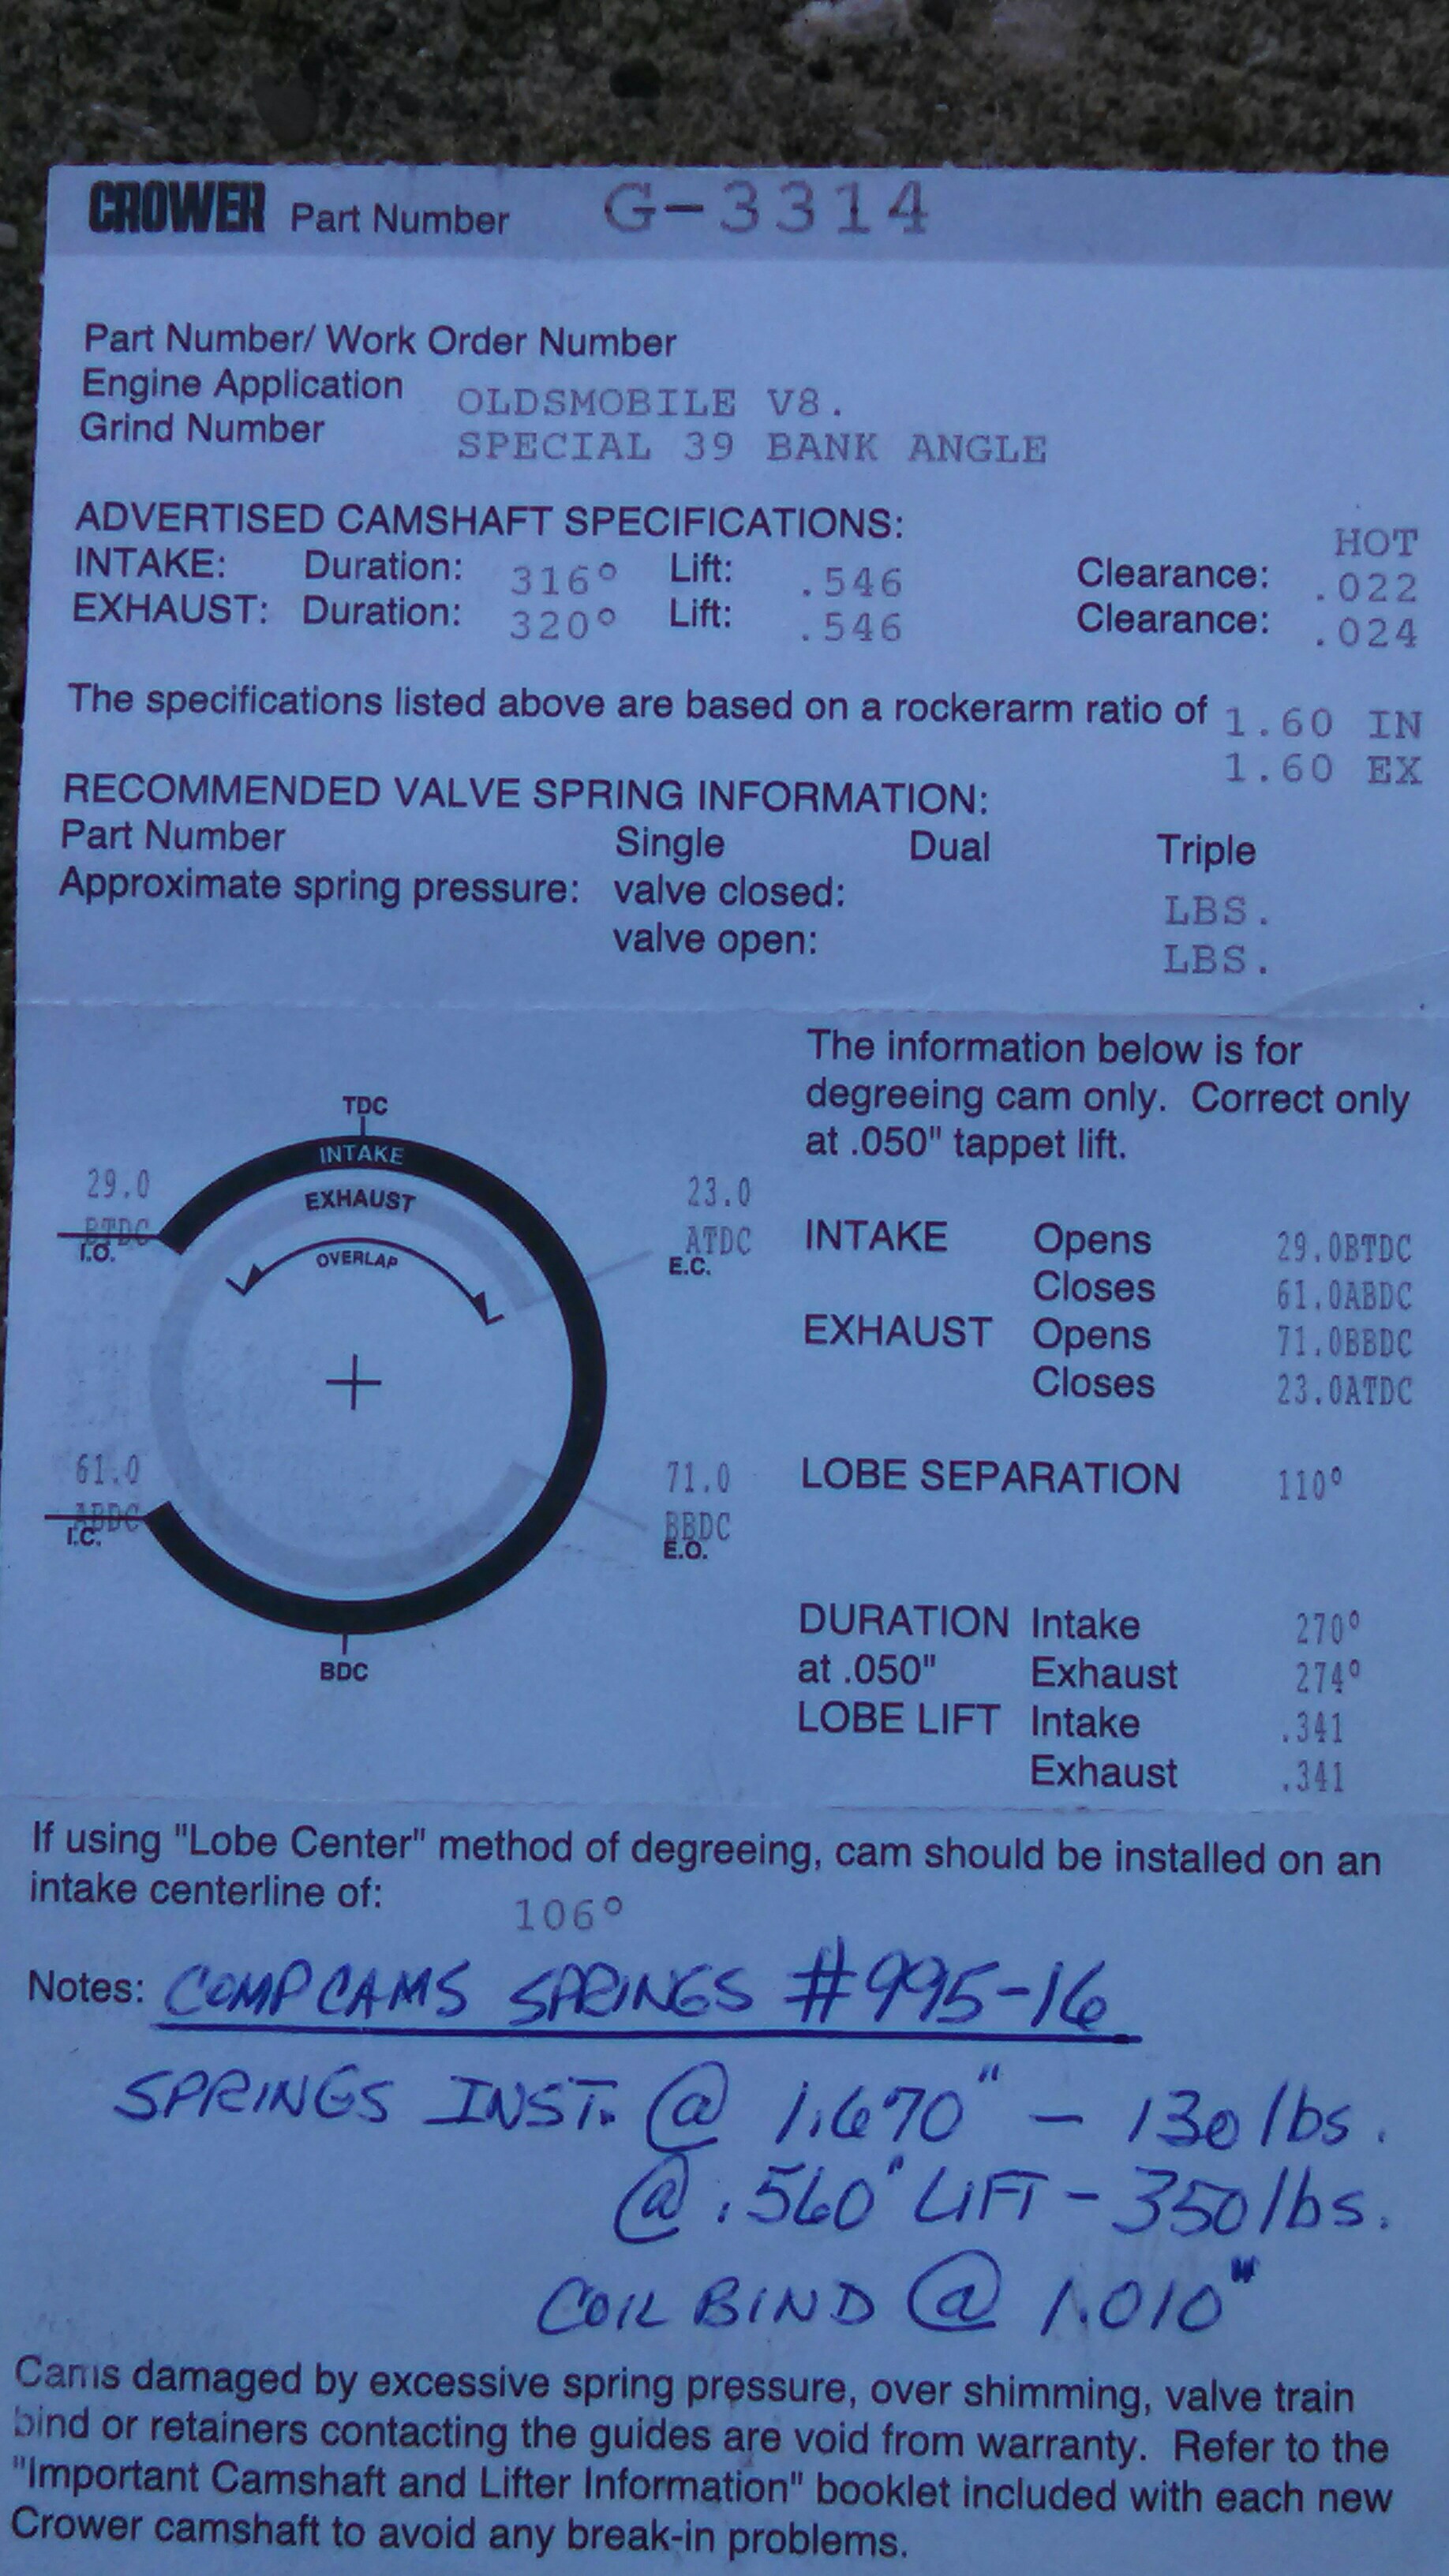 CROWER Part Number G-3314
Part Number/ Work Order Number
Engine Application OLDSMOBILE V8.
Grind Number SPECIAL 39 BANK ANGLE
ADVERTISED CAMSHAFT SPECIFICATIONS:
HOT
INTAKE: Duration: 316° Lift: .546 Clearance: .022
EXHAUST: Duration: 320° Lift: .546 Clearance: .024
The specifications listed above are based on a rockerarm ratio of 1.60 IN
1.60 EX
RECOMMENDED VALVE SPRING INFORMATION:
Part Number Single Dual Triple
Approximate spring pressure: valve closed: LBS.
valve open: LBS.
The information below is for
degreeing cam only. Correct only
at .050" tappet lift.
TDC
INTAKE
EXHAUST
OVERLAP
29.0
BTDC
I.O.
23.0
ATDC
E.C.
61.0
ABDC
I.C.
71.0
BBDC
E.O.
BDC
INTAKE Opens 29.0BTDC
Closes 61.0ABDC
EXHAUST Opens 71.0BBDC
Closes 23.0ATDC
LOBE SEPARATION 110°
DURATION Intake 270°
at .050" Exhaust 274°
LOBE LIFT Intake .341
Exhaust .341
If using "Lobe Center" method of degreeing, cam should be installed on an
intake centerline of: 106°
Notes: COMP CAMS SPRINGS #995-16
SPRINGS INST. @ 1.670" - 130 lbs.
@ .560" LIFT - 350 lbs.
COIL BIND @ 1.010"
Cams damaged by excessive spring pressure, over shimming, valve train
bind or retainers contacting the guides are void from warranty. Refer to the
"Important Camshaft and Lifter Information" booklet included with each new
Crower camshaft to avoid any break-in problems.